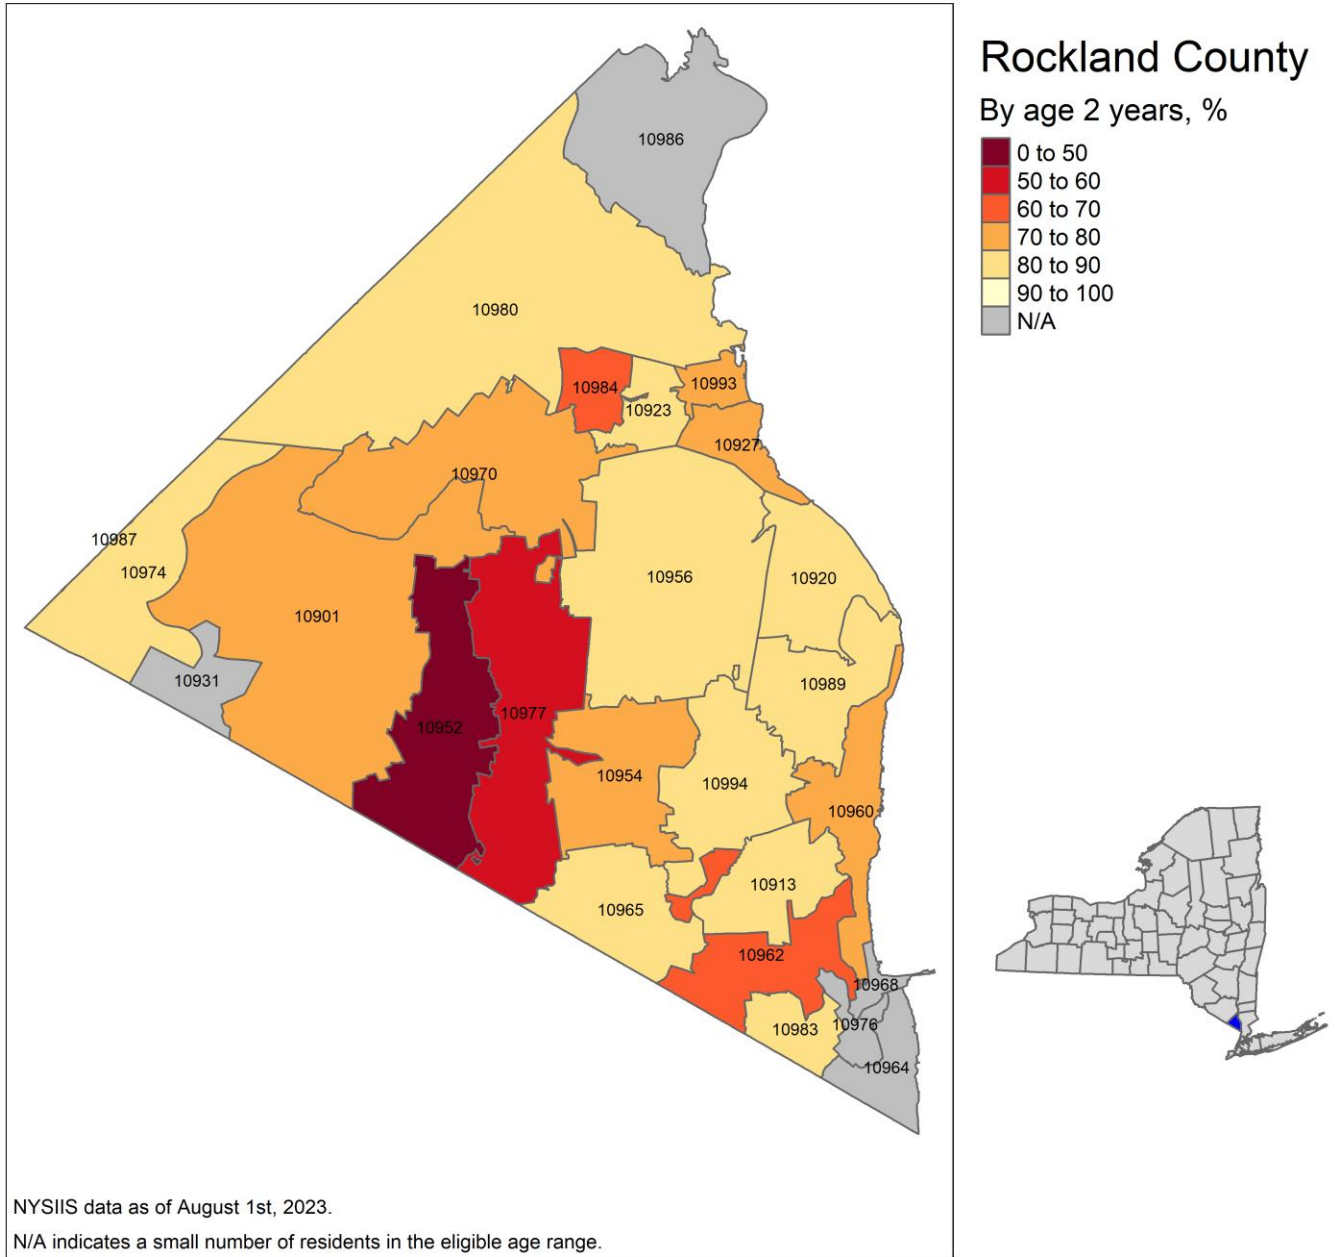 Rockland County
By age 2 years, %
0 to 50
50 to 60
60 to 70
70 to 80
80 to 90
90 to 100
N/A
10986
10980
10984
10993
10923
10927
10970
10987
10974
10956
10920
10901
10931
10989
10977
10952
10954
10994
10960
10913
10965
10962
10968
10976
10983
10964
NYSIIS data as of August 1st, 2023.
N/A indicates a small number of residents in the eligible age range.